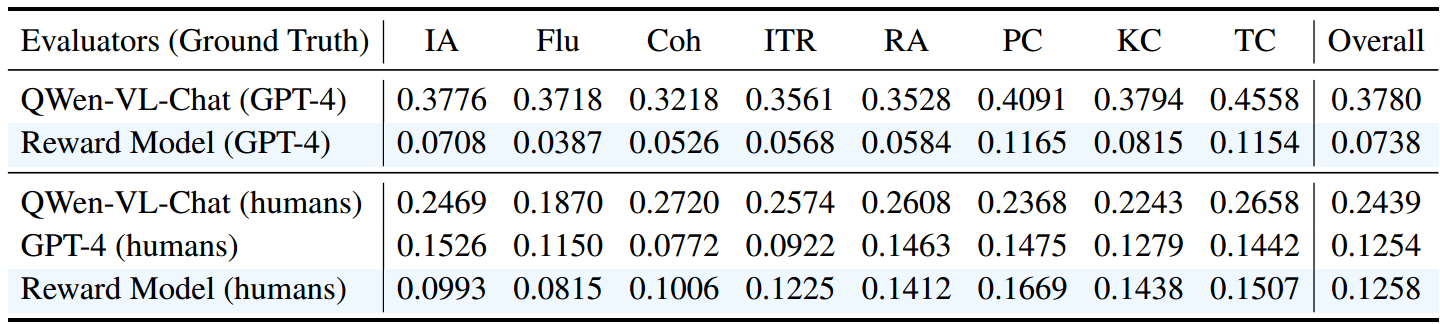 Evaluators (Ground Truth) IA Flu Coh ITR RA PC KC TC Overall
QWen-VL-Chat (GPT-4) 0.3776 0.3718 0.3218 0.3561 0.3528 0.4091 0.3794 0.4558 0.3780
Reward Model (GPT-4) 0.0708 0.0387 0.0526 0.0568 0.0584 0.1165 0.0815 0.1154 0.0738
QWen-VL-Chat (humans) 0.2469 0.1870 0.2720 0.2574 0.2608 0.2368 0.2243 0.2658 0.2439
GPT-4 (humans) 0.1526 0.1150 0.0772 0.0922 0.1463 0.1475 0.1279 0.1442 0.1254
Reward Model (humans) 0.0993 0.0815 0.1006 0.1225 0.1412 0.1669 0.1438 0.1507 0.1258